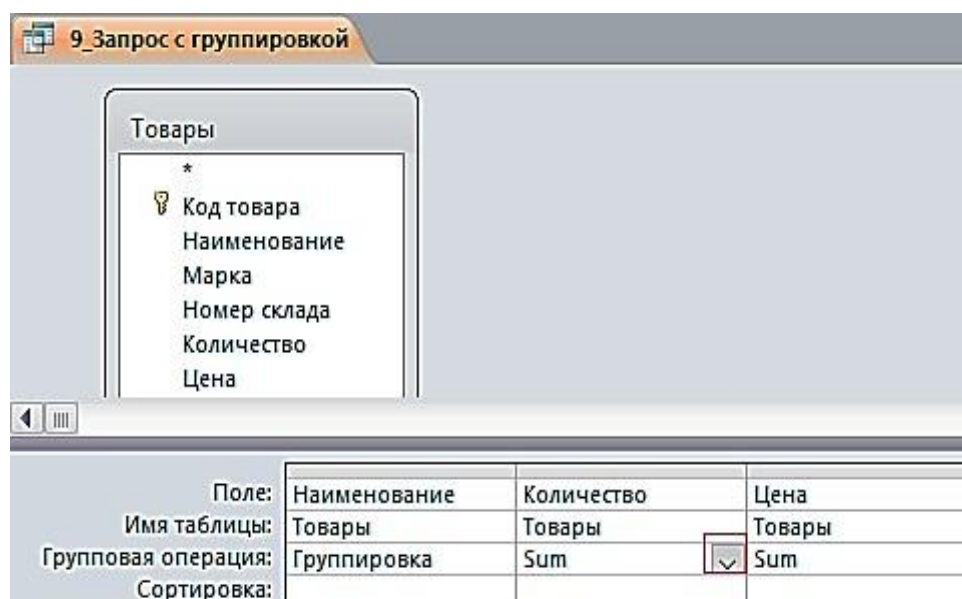 9_Запрос с группировкой
Товары
*
Код товара
Наименование
Марка
Номер склада
Количество
Цена
Поле: Наименование Количество Цена
Имя таблицы: Товары Товары Товары
Групповая операция: Группировка Sum Sum
Сортировка: